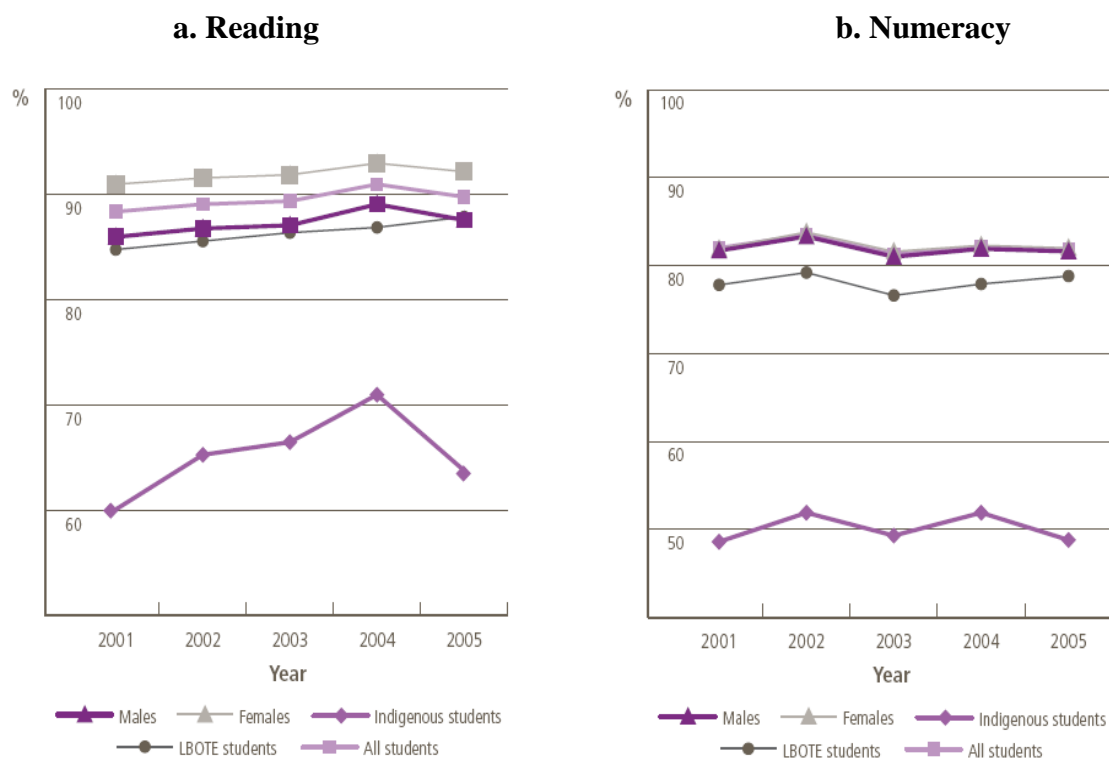 a. Reading
% 100
90
80
70
60
2001 2002 2003 2004 2005
Year
Males Females Indigenous students
LBOTE students All students
b. Numeracy
% 100
90
80
70
60
50
2001 2002 2003 2004 2005
Year
Males Females Indigenous students
LBOTE students All students